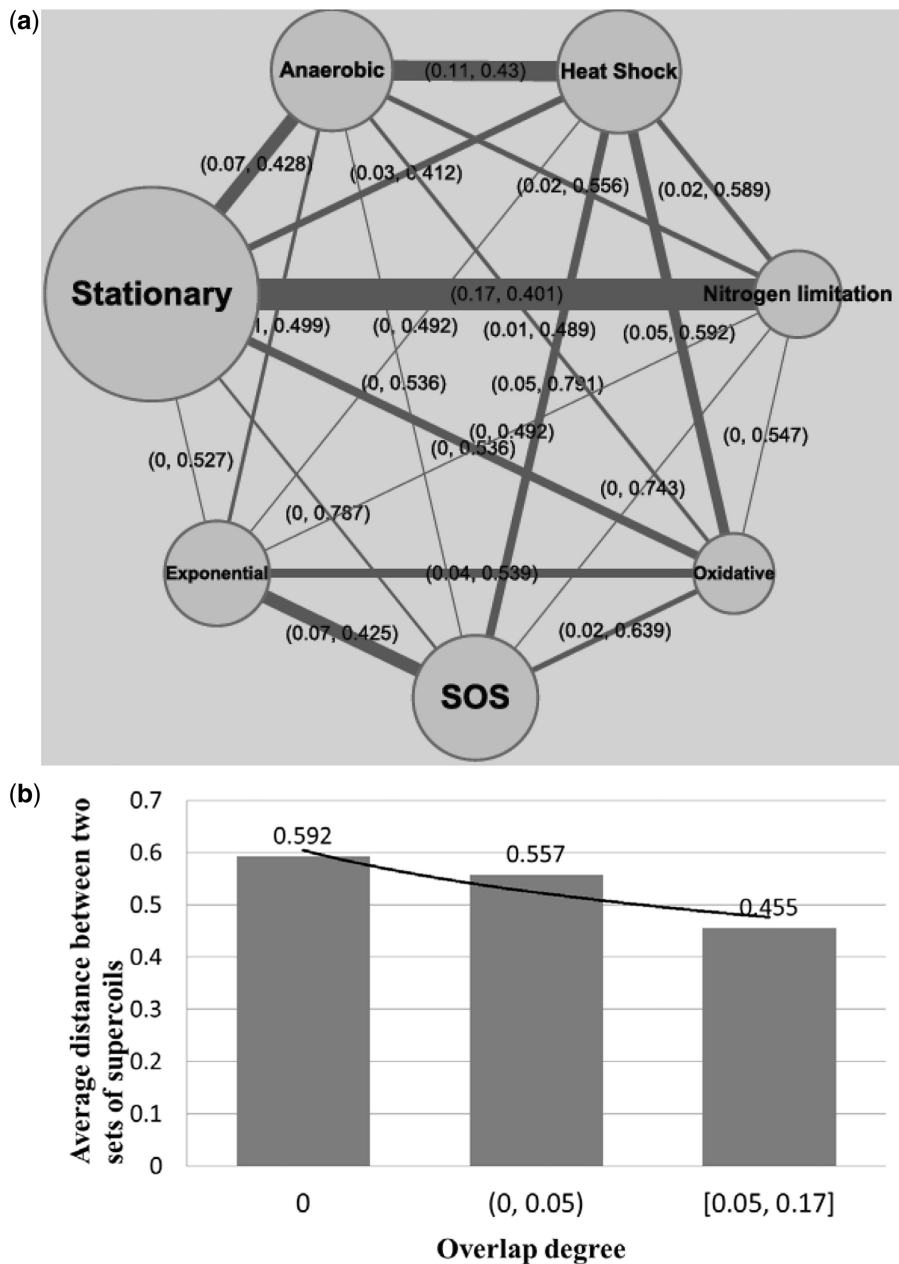 (a)
Anaerobic
(0.11, 0.43)
Heat Shock
(0.07, 0.428)
(0.03, 0.412)
(0.02, 0.556)
(0.02, 0.589)
Stationary
(0.17, 0.401)
Nitrogen limitation
1, 0.499)
(0, 0.492)
(0.01, 0.489)
(0.05, 0.592)
(0, 0.536)
(0.05, 0.791)
(0, 0.492)
(0, 0.536)
(0, 0.547)
(0, 0.527)
(0, 0.743)
(0, 0.787)
Exponential
(0.04, 0.539)
Oxidative
(0.07, 0.425)
(0.02, 0.639)
SOS
(b)
Average distance between two
sets of supercoils
0.7
0.6
0.5
0.4
0.3
0.2
0.1
0
0.592
0.557
0.455
0
(0, 0.05)
[0.05, 0.17]
Overlap degree